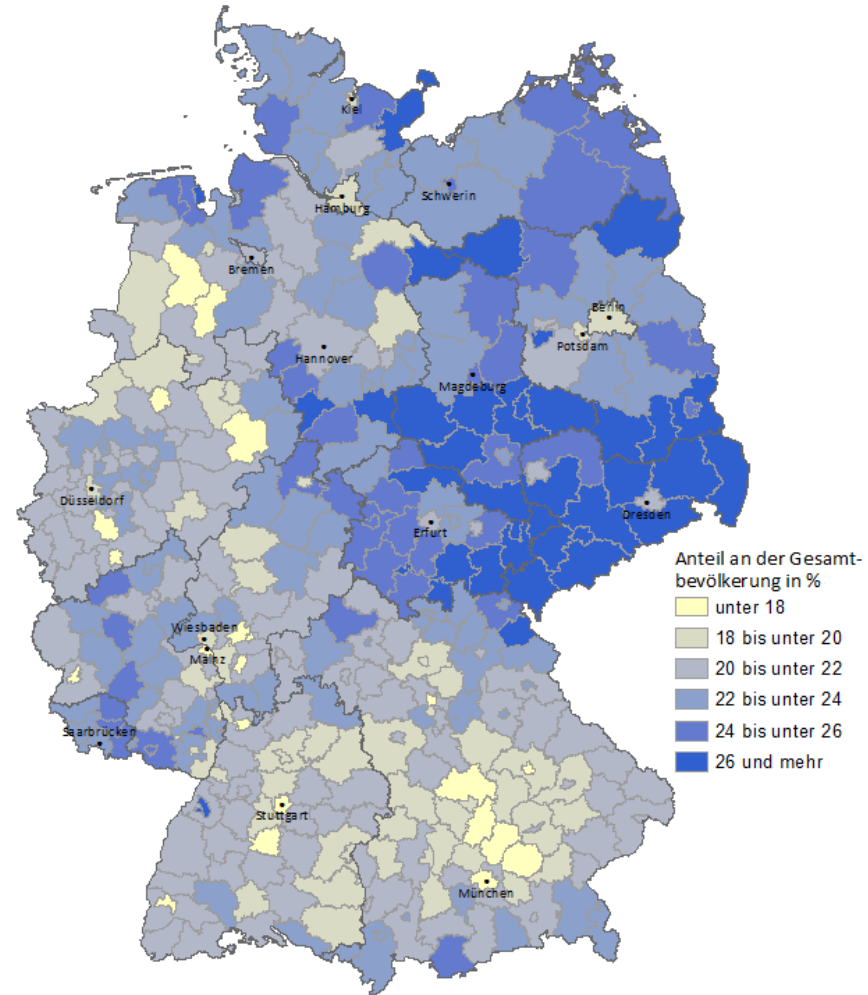 Kiel
Schwerin
Hamburg
Bremen
Berlin
Potsdam
Hannover
Magdeburg
Düsseldorf
Dresden
Erfurt
Wiesbaden
Mainz
Saarbrücken
Stuttgart
München
Anteil an der Gesamt-
bevölkerung in %
unter 18
18 bis unter 20
20 bis unter 22
22 bis unter 24
24 bis unter 26
26 und mehr